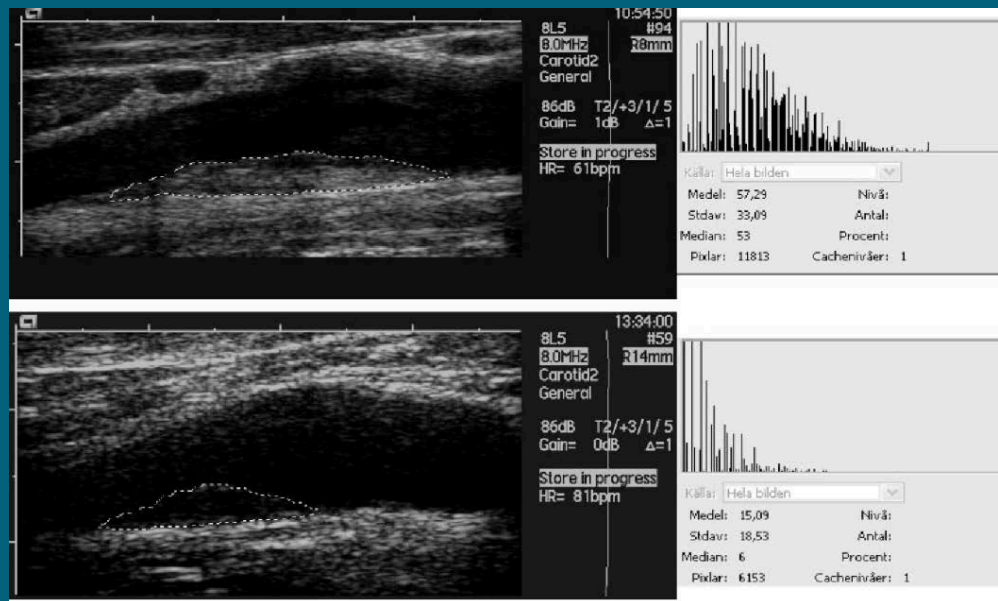 10:54:50
8L5 #94
8.0MHz R8mm
Carotid2
General
86dB T2/+3/1/5
Gain= 1dB Δ=1
Store in progress
HR= 61bpm
Källa: Hela bilden
Medel: 57,29 Nivå:
Stdav: 33,09 Antal:
Median: 53 Procent:
Pixlar: 11813 Cachenivåer: 1
13:34:00
8L5 #59
8.0MHz R14mm
Carotid2
General
86dB T2/+3/1/5
Gain= 0dB Δ=1
Store in progress
HR= 81bpm
Källa: Hela bilden
Medel: 15,09 Nivå:
Stdav: 18,53 Antal:
Median: 6 Procent:
Pixlar: 6153 Cachenivåer: 1